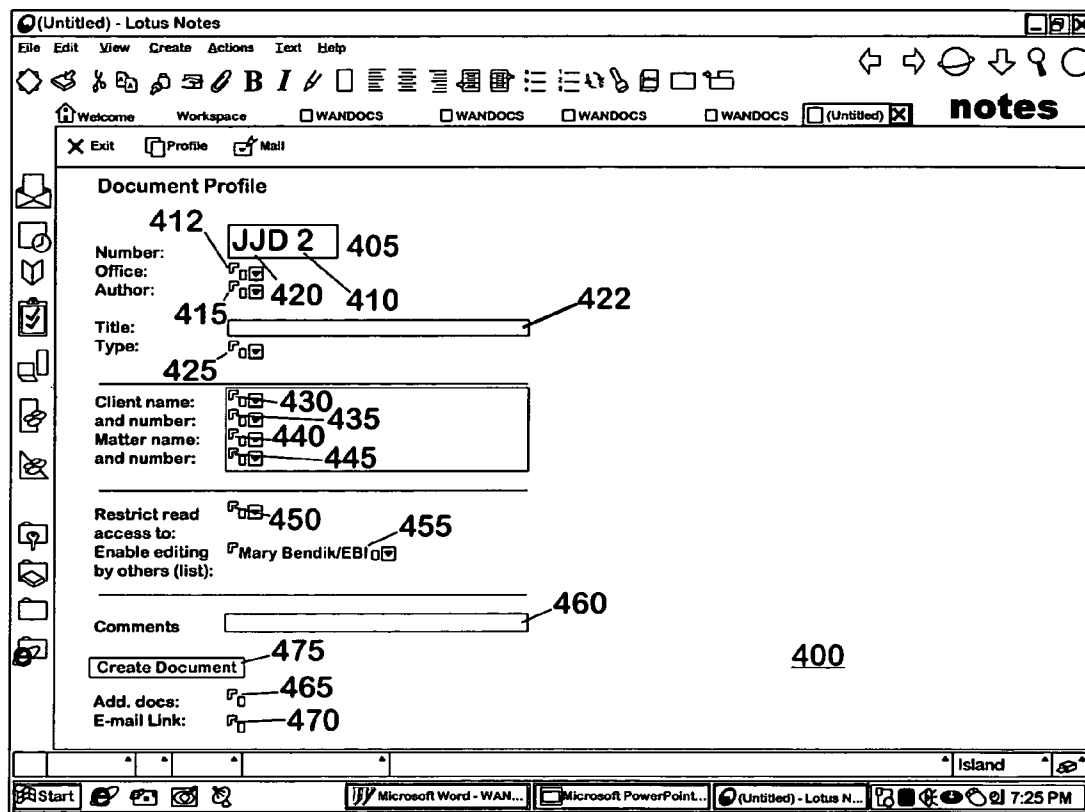 (Untitled) - Lotus Notes
File Edit View Create Actions Text Help
B I
notes
Welcome Workspace WANDOCS WANDOCS WANDOCS WANDOCS (Untitled)
Exit Profile Mail
Document Profile
412
Number: JJD 2 405
Office:
Author: 420 410 422
415
Title:
Type:
425
Client name: 430
and number: 435
Matter name: 440
and number: 445
Restrict read 450 455
access to:
Enable editing Mary Bendik/EBI
by others (list):
460
Comments
475 400
Create Document
Add. docs: 465
E-mail Link: 470
Island
Start Microsoft Word - WAN... Microsoft PowerPoint... (Untitled) - Lotus N... 7:25 PM